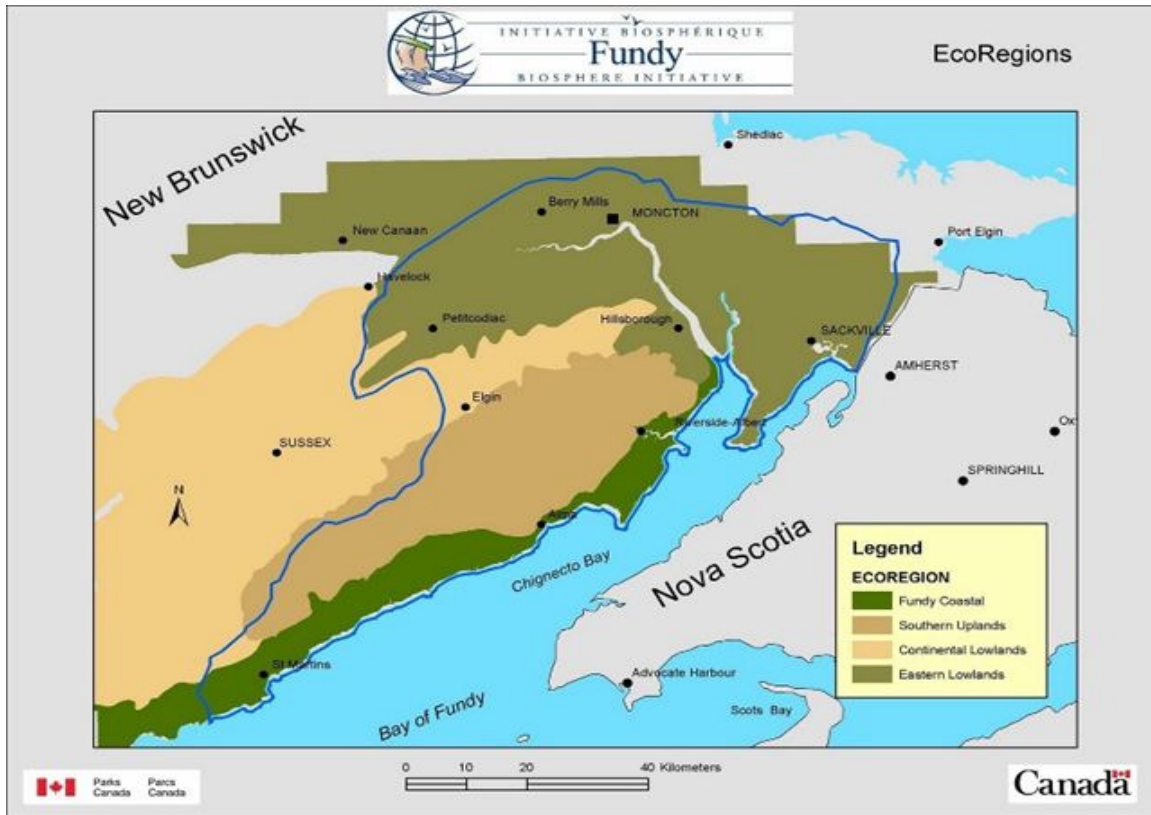 INITIATIVE BIOSPHÉRIQUE
Fundy
BIOSPHERE INITIATIVE
EcoRegions
New Brunswick
Shediac
Berry Mills
MONCTON
New Canaan
Port Elgin
Havelock
Petitcodiac
Hillsborough
SACKVILLE
AMHERST
Elgin
Riverside-Albert
Ox
SUSSEX
SPRINGHILL
N
Alma
Chignecto Bay
Nova Scotia
Legend
ECOREGION
Fundy Coastal
Southern Uplands
Continental Lowlands
Eastern Lowlands
St Martins
Advocate Harbour
Scots Bay
Bay of Fundy
0 10 20 40 Kilometers
Parks Canada
Parcs Canada
Canada